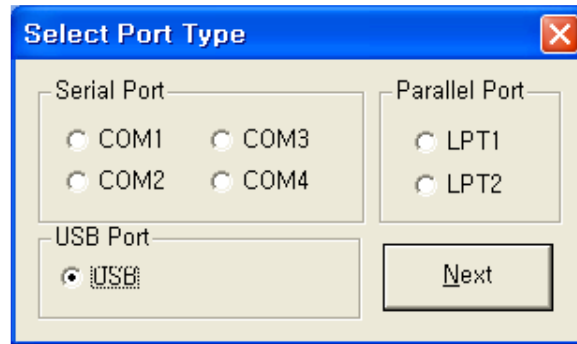 Select Port Type
Serial Port
COM1 COM3
COM2 COM4
Parallel Port
LPT1
LPT2
USB Port
USB
Next